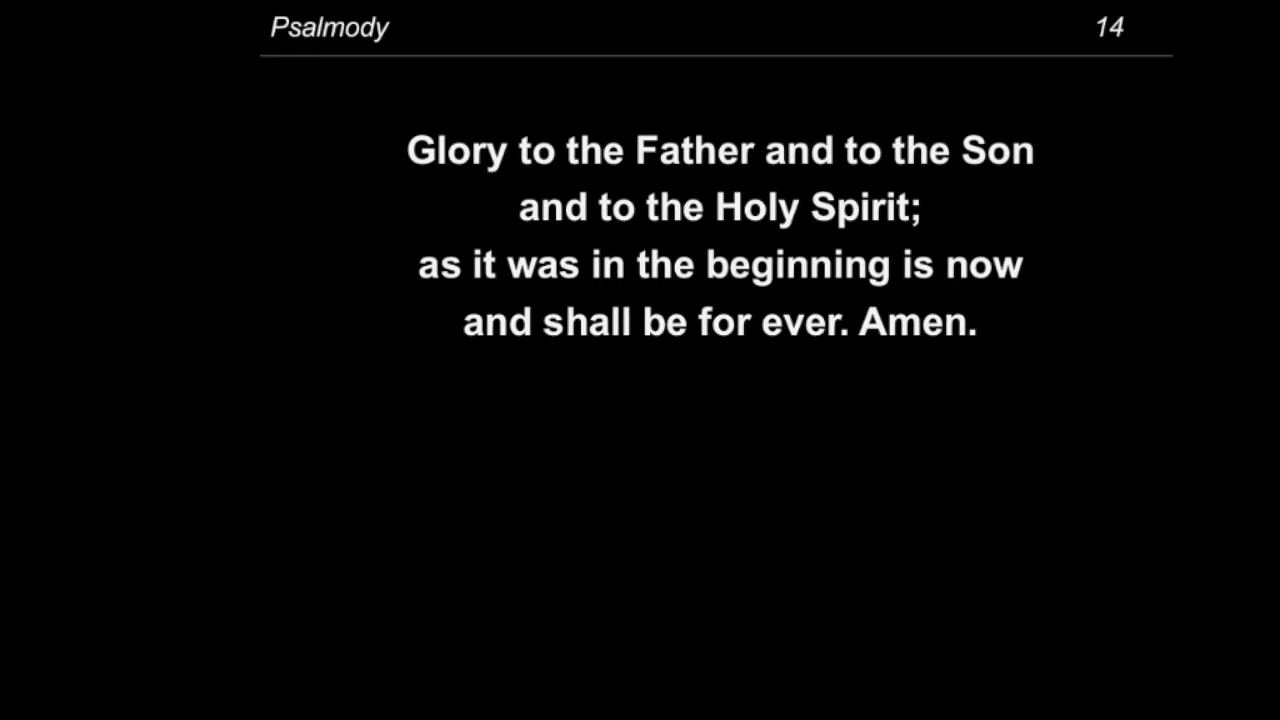 Psalmody 14
Glory to the Father and to the Son
and to the Holy Spirit;
as it was in the beginning is now
and shall be for ever. Amen.